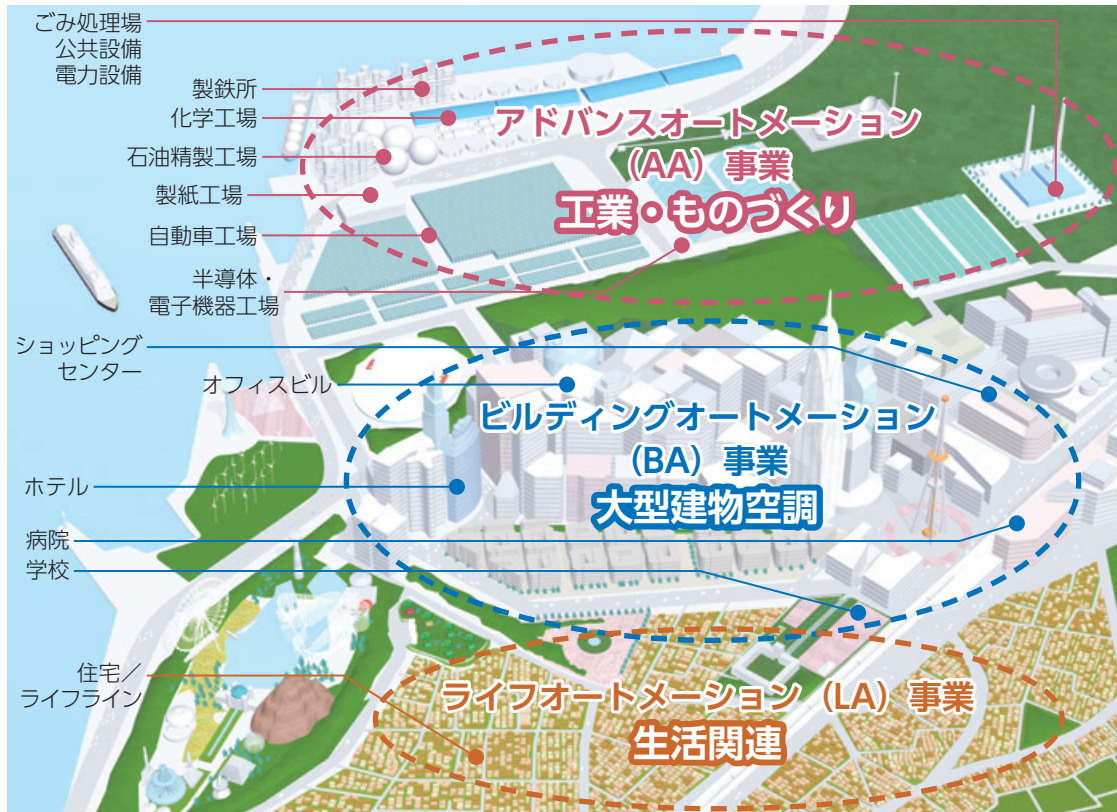 ごみ処理場
公共設備
電力設備
製鉄所
化学工場
石油精製工場
製紙工場
自動車工場
半導体・
電子機器工場
アドバンスオートメーション
（AA）事業
工業・ものづくり
ショッピング
センター
オフィスビル
ホテル
病院
学校
ビルディングオートメーション
（BA）事業
大型建物空調
住宅／
ライフライン
ライフオートメーション（LA）事業
生活関連